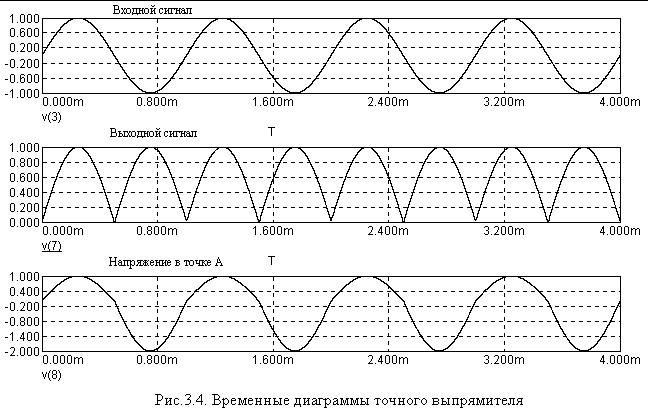 Входной сигнал
1.000
0.600
0.200
-0.200
-0.600
-1.000
0.000m 0.800m 1.600m 2.400m 3.200m 4.000m
v(3)
Выходной сигнал T
1.000
0.800
0.600
0.400
0.200
0.000
0.000m 0.800m 1.600m 2.400m 3.200m 4.000m
v(7)
Напряжение в точке А T
1.000
0.400
-0.200
-0.800
-1.400
-2.000
0.000m 0.800m 1.600m 2.400m 3.200m 4.000m
v(8)
Рис.3.4. Временные диаграммы точного выпрямителя